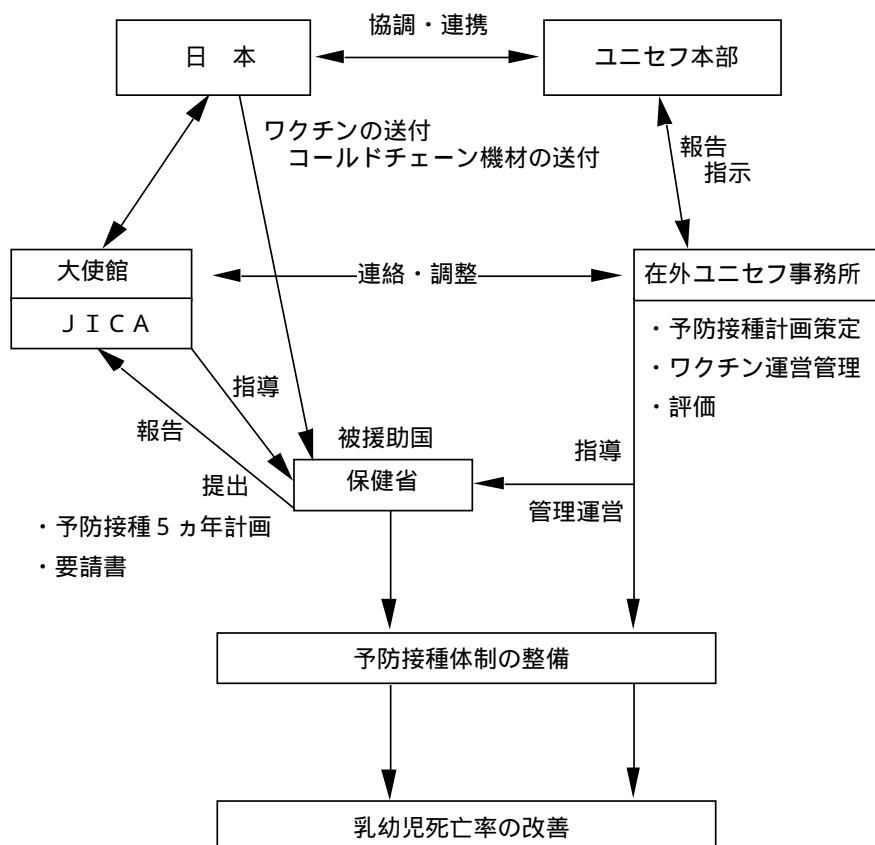 協調・連携
日　本
ユニセフ本部
ワクチンの送付
コールドチェーン機材の送付
報告
指示
大使館
連絡・調整
在外ユニセフ事務所
ＪＩＣＡ
・予防接種計画策定
・ワクチン運営管理
・評価
指導
報告
被援助国
指導
保健省
提出
管理運営
・予防接種５ヵ年計画
・要請書
予防接種体制の整備
乳幼児死亡率の改善